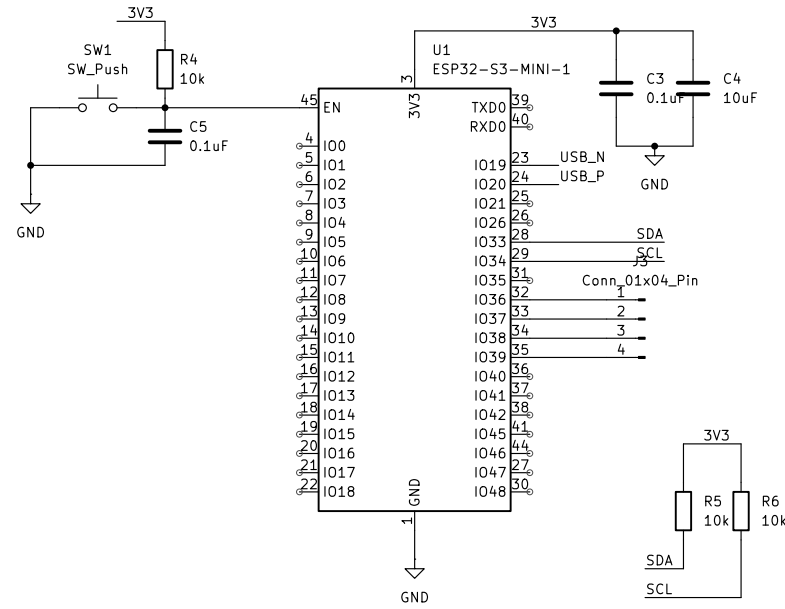 3V3
SW1
SW_Push
R4
10k
C5
0.1uF
GND
3V3
U1
ESP32-S3-MINI-1
C3
0.1uF
C4
10uF
GND
3
3V3
45 EN
4 IO0
5 IO1
6 IO2
7 IO3
8 IO4
9 IO5
10 IO6
11 IO7
12 IO8
13 IO9
14 IO10
15 IO11
16 IO12
17 IO13
18 IO14
19 IO15
20 IO16
21 IO17
22 IO18
TXD0 39
RXD0 40
IO19 23 USB_N
IO20 24 USB_P
IO21 25
IO26 26
IO33 28 SDA
IO34 29 SCL
IO35 31
IO36 32
IO37 33
IO38 34
IO39 35
IO40 36
IO41 37
IO42 38
IO45 41
IO46 44
IO47 27
IO48 30
J3
Conn_01x04_Pin
1
2
3
4
GND
1
GND
3V3
R5
10k
R6
10k
SDA
SCL